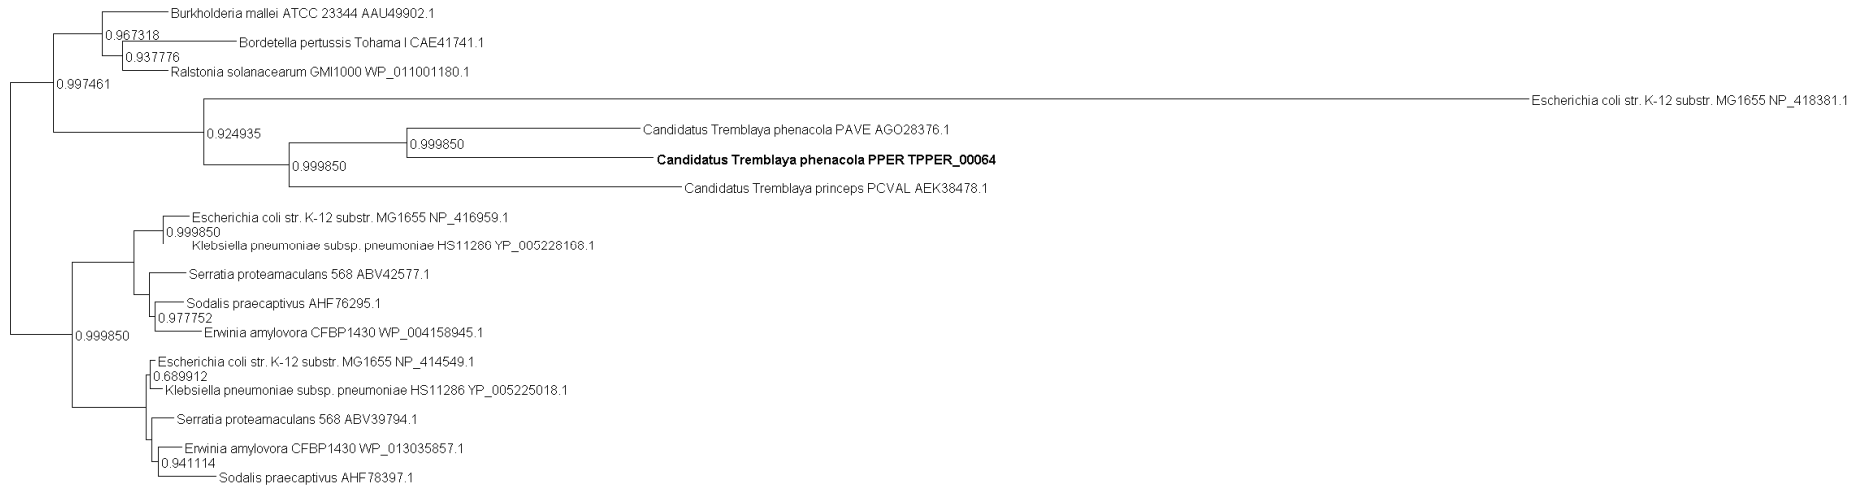 Burkholderia mallei ATCC 23344 AAU49902.1
0.967318
Bordetella pertussis Tohama I CAE41741.1
0.937776
Ralstonia solanacearum GMI1000 WP_011001180.1
0.997461
Escherichia coli str. K-12 substr. MG1655 NP_418381.1
0.924935
Candidatus Tremblaya phenacola PAVE AGO28376.1
0.999850
Candidatus Tremblaya phenacola PPER TPPER_00064
0.999850
Candidatus Tremblaya princeps PCVAL AEK38478.1
Escherichia coli str. K-12 substr. MG1655 NP_416959.1
0.999850
Klebsiella pneumoniae subsp. pneumoniae HS11286 YP_005228168.1
Serratia proteamaculans 568 ABV42577.1
Sodalis praecaptivus AHF76295.1
0.977752
Erwinia amylovora CFBP1430 WP_004158945.1
0.999850
Escherichia coli str. K-12 substr. MG1655 NP_414549.1
0.689912
Klebsiella pneumoniae subsp. pneumoniae HS11286 YP_005225018.1
Serratia proteamaculans 568 ABV39794.1
Erwinia amylovora CFBP1430 WP_013035857.1
0.941114
Sodalis praecaptivus AHF78397.1